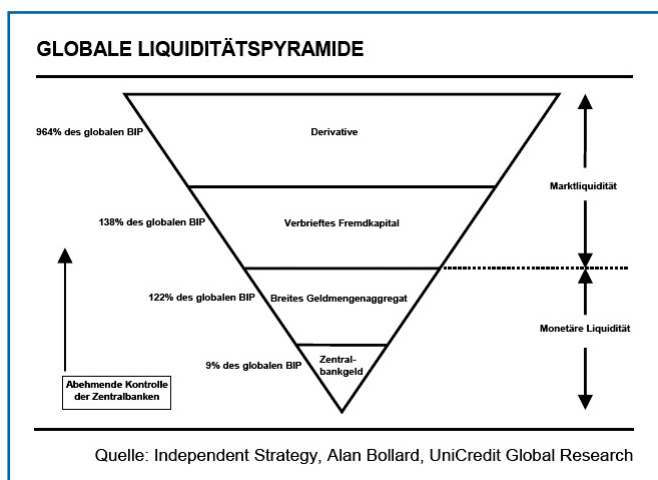 GLOBALE LIQUIDITÄTSPYRAMIDE
964% des globalen BIP
Derivative
Marktliquidität
138% des globalen BIP
Verbrieftes Fremdkapital
122% des globalen BIP
Breites Geldmengenaggregat
Monetäre Liquidität
9% des globalen BIP
Zentral-
bankgeld
Abehmende Kontrolle
der Zentralbanken
Quelle: Independent Strategy, Alan Bollard, UniCredit Global Research